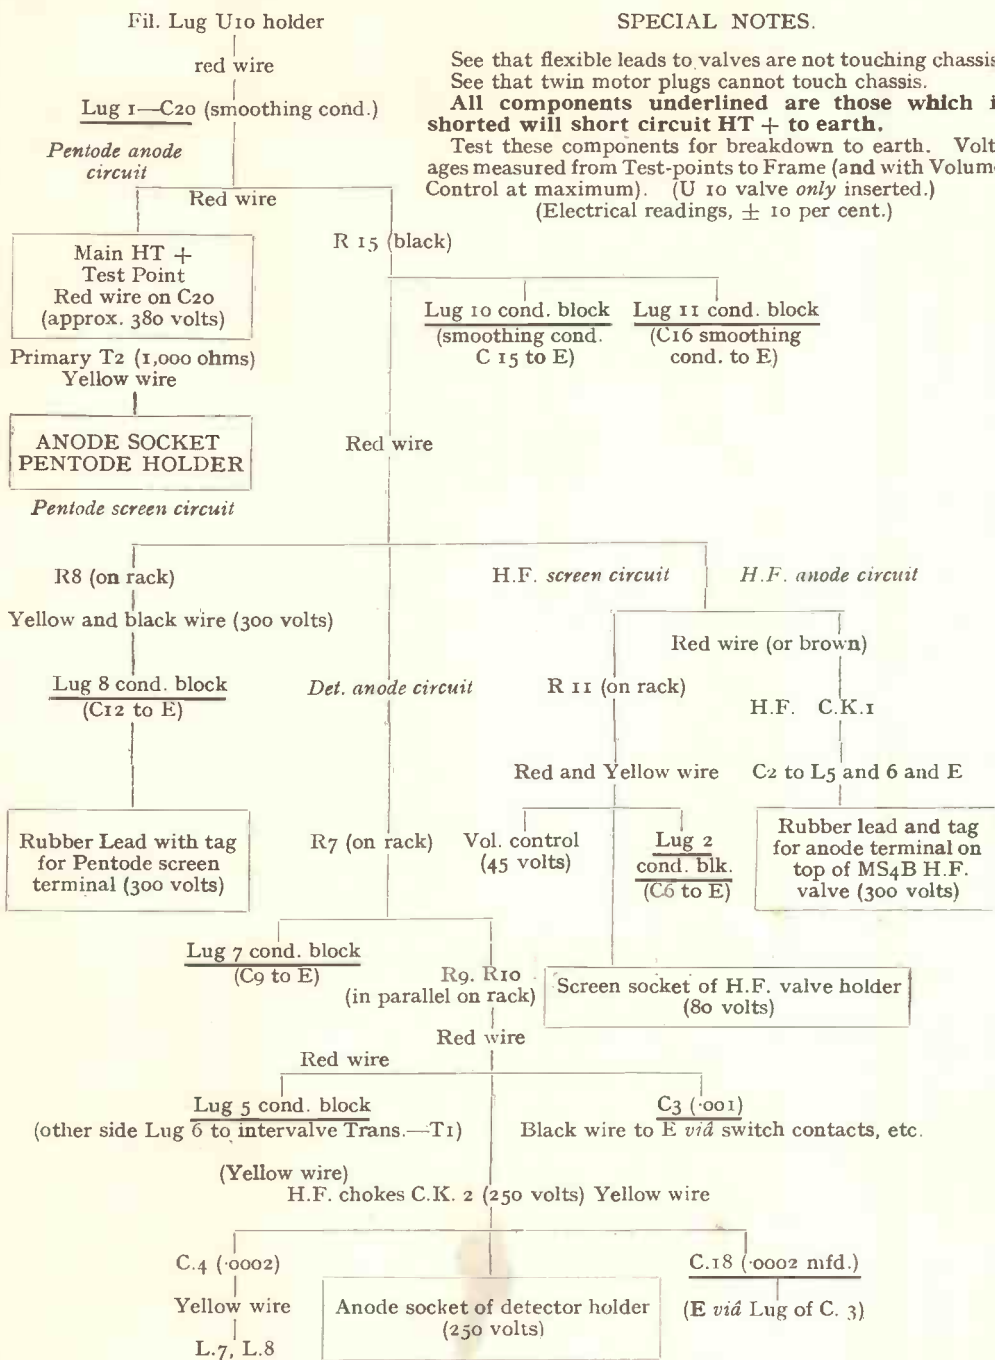 Fil. Lug U10 holder
red wire
Lug 1—C20 (smoothing cond.)
Pentode anode
circuit
Red wire
SPECIAL NOTES.
See that flexible leads to valves are not touching chassis
See that twin motor plugs cannot touch chassis.
All components underlined are those which i
shorted will short circuit HT + to earth.
Test these components for breakdown to earth. Volt
ages measured from Test-points to Frame (and with Volum
Control at maximum). (U 10 valve only inserted.)
(Electrical readings, ± 10 per cent.)
Main HT +
Test Point
Red wire on C20
(approx. 380 volts)
R 15 (black)
Lug 10 cond. block
(smoothing cond.
C 15 to E)
Lug 11 cond. block
(C16 smoothing
cond. to E)
Primary T2 (1,000 ohms)
Yellow wire
ANODE SOCKET
PENTODE HOLDER
Red wire
Pentode screen circuit
R8 (on rack)
H.F. screen circuit
H.F. anode circuit
Yellow and black wire (300 volts)
Red wire (or brown)
Lug 8 cond. block
(C12 to E)
Det. anode circuit
R 11 (on rack)
H.F. C.K.1
Red and Yellow wire
C2 to L5 and 6 and E
Rubber Lead with tag
for Pentode screen
terminal (300 volts)
R7 (on rack)
Vol. control
(45 volts)
Lug 2
cond. blk.
(C6 to E)
Rubber lead and tag
for anode terminal on
top of MS4B H.F.
valve (300 volts)
Lug 7 cond. block
(C9 to E)
R9. R10
(in parallel on rack)
Screen socket of H.F. valve holder
(80 volts)
Red wire
Red wire
Lug 5 cond. block
(other side Lug 6 to intervalve Trans.—T1)
C3 (·001)
Black wire to E viâ switch contacts, etc.
(Yellow wire)
H.F. chokes C.K. 2 (250 volts) Yellow wire
C.4 (·0002)
Yellow wire
L.7, L.8
Anode socket of detector holder
(250 volts)
C.18 (·0002 mfd.)
(E viâ Lug of C. 3)